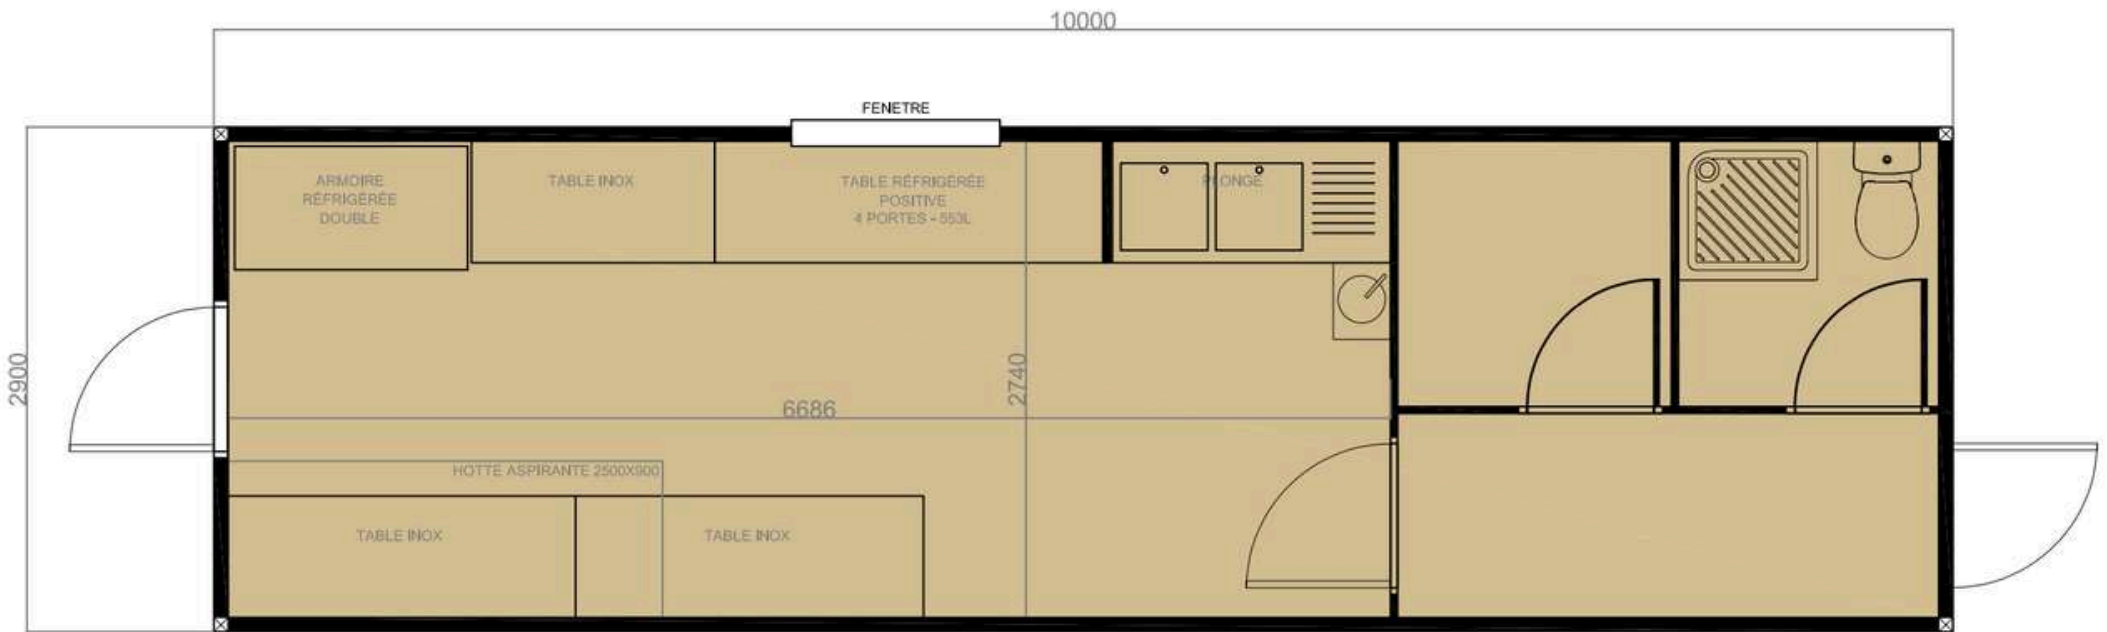 10000
FENETRE
ARMOIRE
RÉFRIGÉRÉE
DOUBLE
TABLE INOX
TABLE RÉFRIGÉRÉE
POSITIVE
4 PORTES - 553L
PLONGE
2900
2740
6686
HOTTE ASPIRANTE 2500X900
TABLE INOX
TABLE INOX